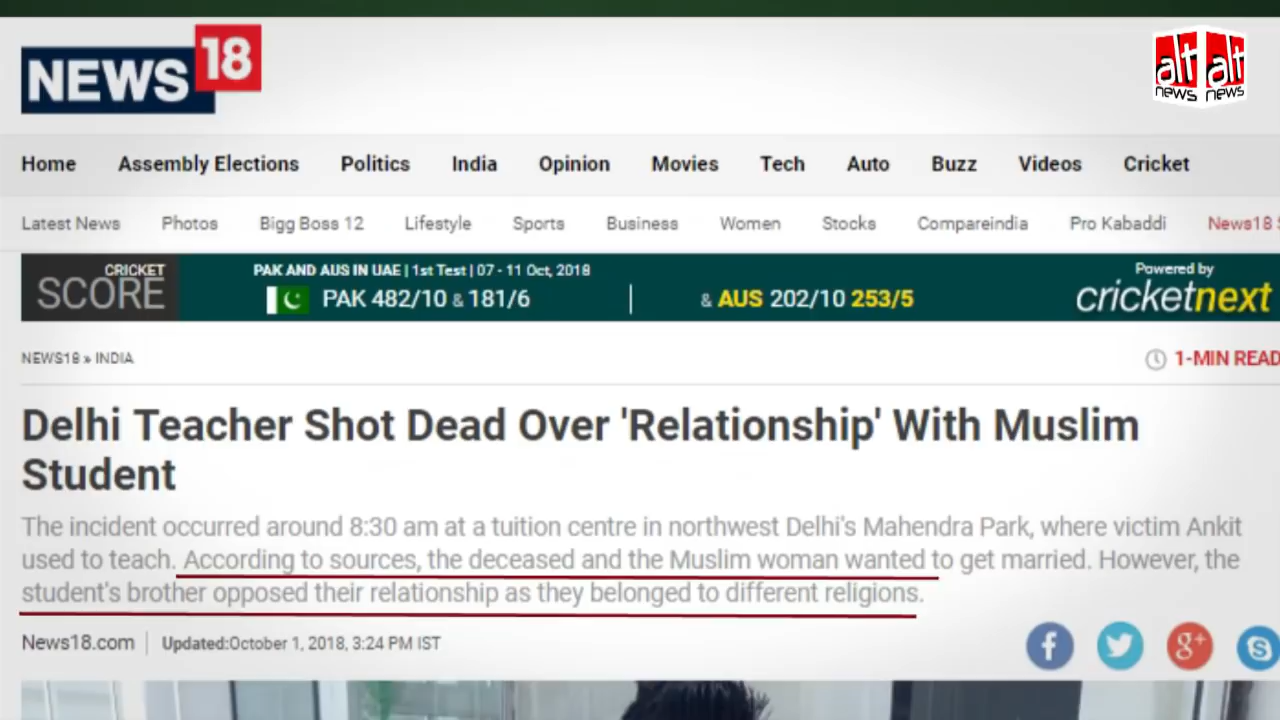 NEWS 18
alt alt
news news
Home Assembly Elections Politics India Opinion Movies Tech Auto Buzz Videos Cricket
Latest News Photos Bigg Boss 12 Lifestyle Sports Business Women Stocks Compareindia Pro Kabaddi News18
CRICKET
SCORE
PAK AND AUS IN UAE | 1st Test | 07 - 11 Oct, 2018
PAK 482/10 & 181/6
& AUS 202/10 253/5
Powered by
cricketnext
NEWS18 » INDIA
1-MIN READ
Delhi Teacher Shot Dead Over 'Relationship' With Muslim
Student
The incident occurred around 8:30 am at a tuition centre in northwest Delhi's Mahendra Park, where victim Ankit
used to teach. According to sources, the deceased and the Muslim woman wanted to get married. However, the
student's brother opposed their relationship as they belonged to different religions.
News18.com Updated:October 1, 2018, 3:24 PM IST
f g+ S